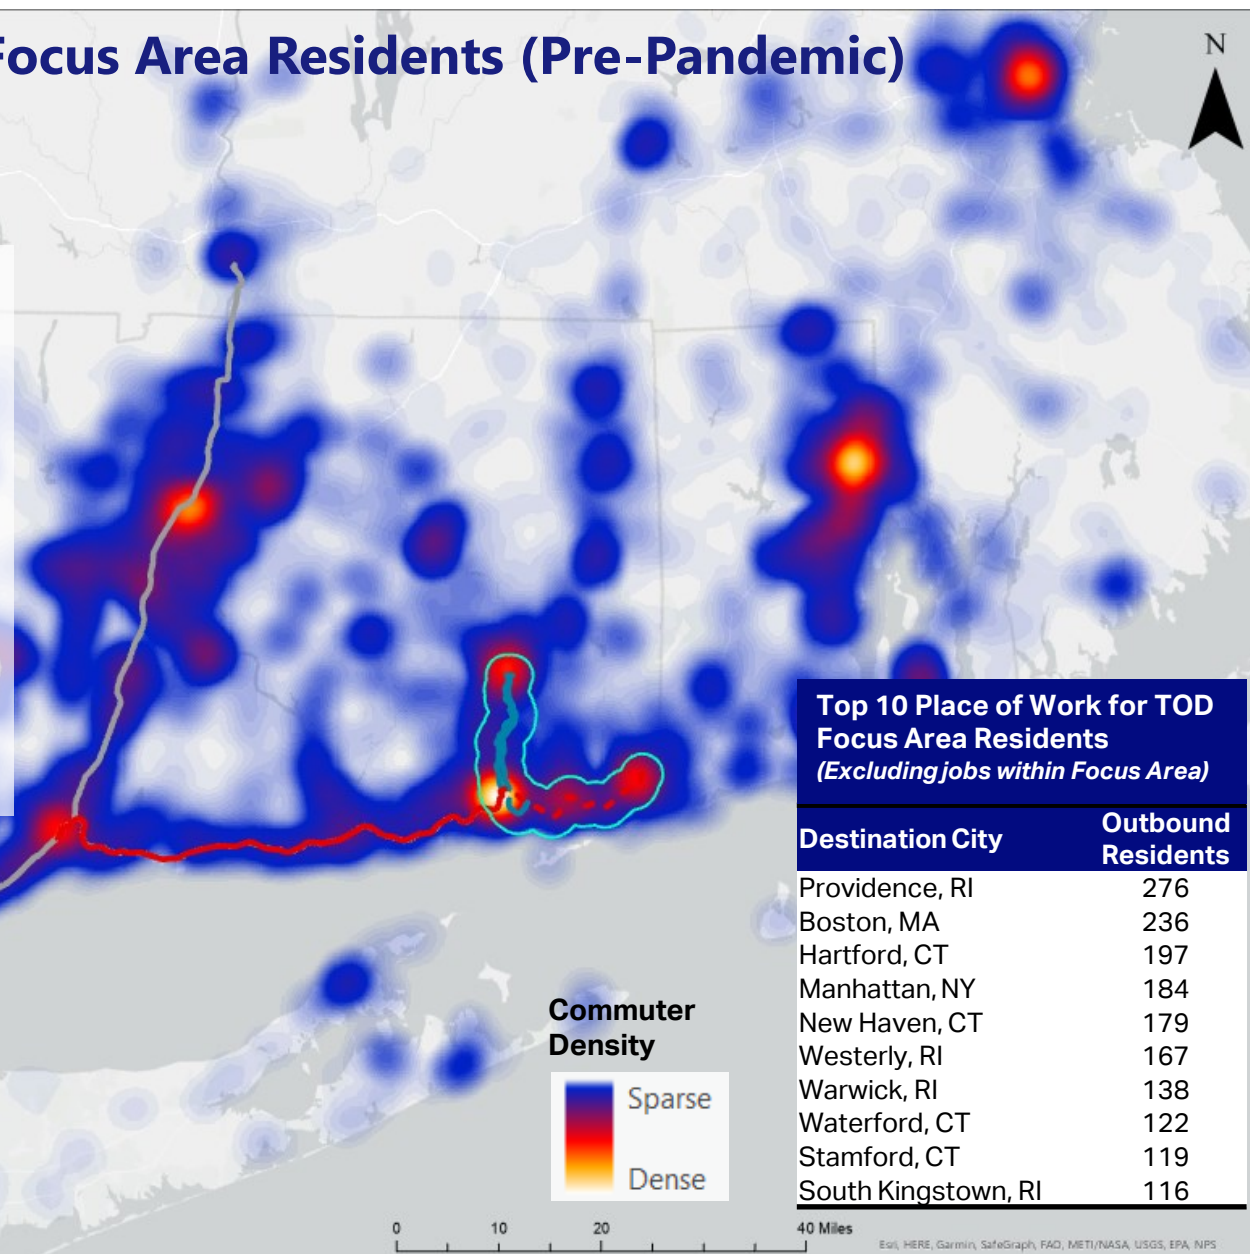 Focus Area Residents (Pre-Pandemic)
N
Top 10 Place of Work for TOD
Focus Area Residents
(Excluding jobs within Focus Area)
Destination City Outbound Residents
Providence, RI 276
Boston, MA 236
Hartford, CT 197
Manhattan, NY 184
New Haven, CT 179
Westerly, RI 167
Warwick, RI 138
Waterford, CT 122
Stamford, CT 119
South Kingstown, RI 116
Commuter
Density
Sparse
Dense
0 10 20 40 Miles
Esri, HERE, Garmin, SafeGraph, FAO, METI/NASA, USGS, EPA, NPS